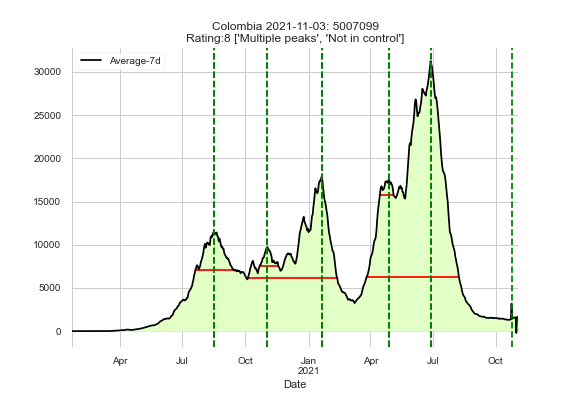 Colombia 2021-11-03: 5007099
Rating:8 ['Multiple peaks', 'Not in control']
Average-7d
30000
25000
20000
15000
10000
5000
0
Apr Jul Oct Jan Apr Jul Oct
2021
Date